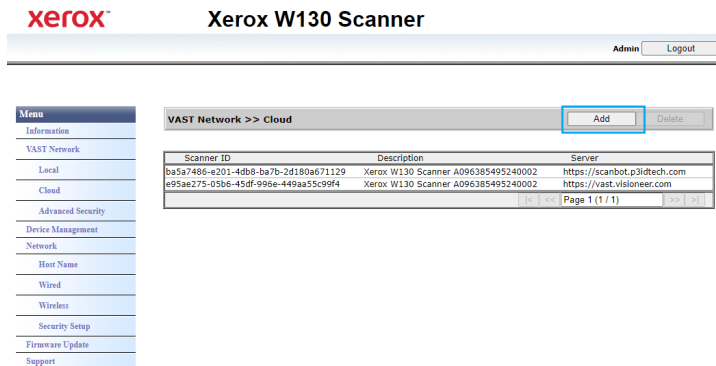 xerox™
Xerox W130 Scanner
Admin Logout
Menu
Information
VAST Network
Local
Cloud
Advanced Security
Device Management
Network
Host Name
Wired
Wireless
Security Setup
Firmware Update
Support
VAST Network >> Cloud Add Delete
Scanner ID Description Server
ba5a7486-e201-4db8-ba7b-2d180a671129 Xerox W130 Scanner A096385495240002 https://scanbot.p3idtech.com
e95ae275-05b6-45df-996e-449aa55c99f4 Xerox W130 Scanner A096385495240002 https://vast.visioneer.com
|< << Page 1 (1 / 1) >> >|